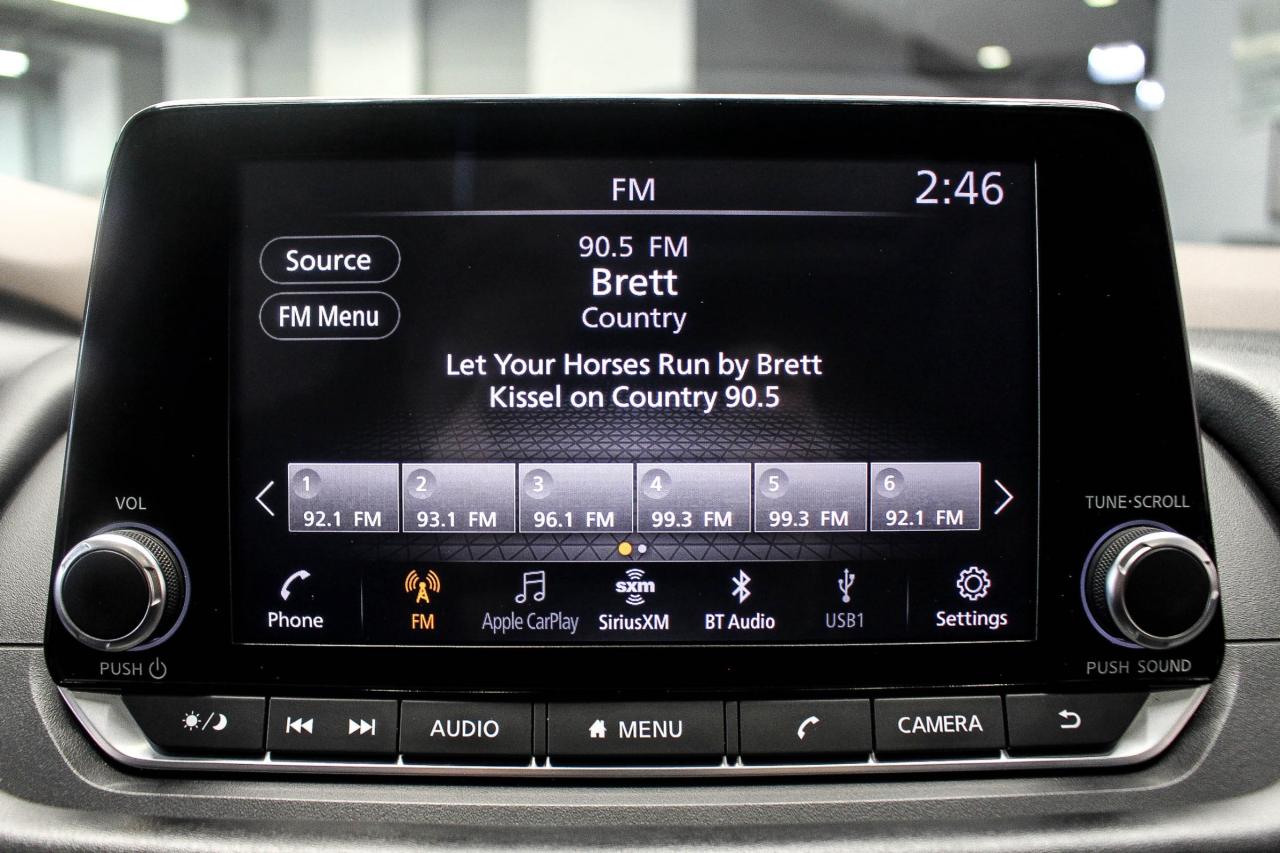 FM
2:46
Source
FM Menu
90.5 FM
Brett
Country
Let Your Horses Run by Brett
Kissel on Country 90.5
1
92.1 FM
2
93.1 FM
3
96.1 FM
4
99.3 FM
5
99.3 FM
6
92.1 FM
VOL
TUNE·SCROLL
Phone
FM
Apple CarPlay
sxm
SiriusXM
BT Audio
USB1
Settings
PUSH
PUSH SOUND
AUDIO
MENU
CAMERA